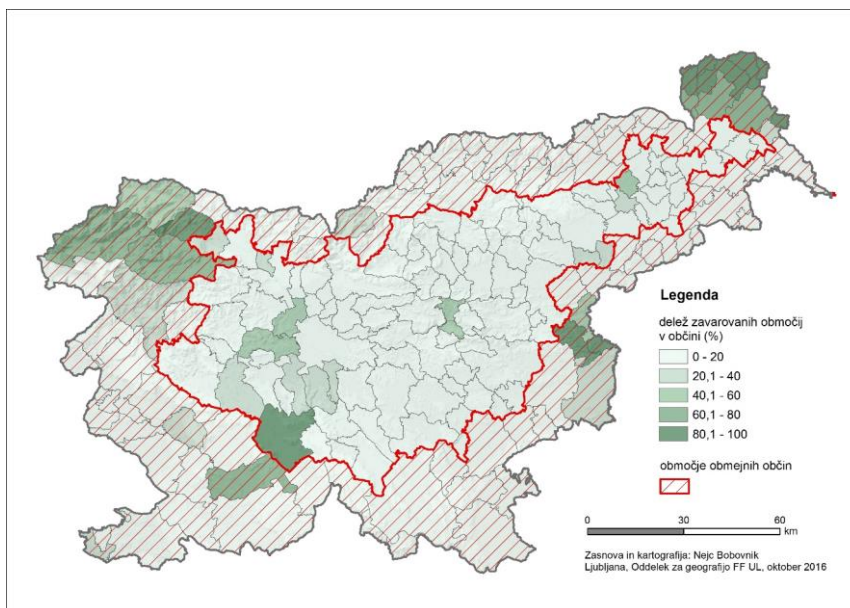 Legenda
delež zavarovanih območij
v občini (%)
0 - 20
20,1 - 40
40,1 - 60
60,1 - 80
80,1 - 100
območje obmejnih občin
0 30 60
km
Zasnova in kartografija: Nejc Bobovnik
Ljubljana, Oddelek za geografijo FF UL, oktober 2016